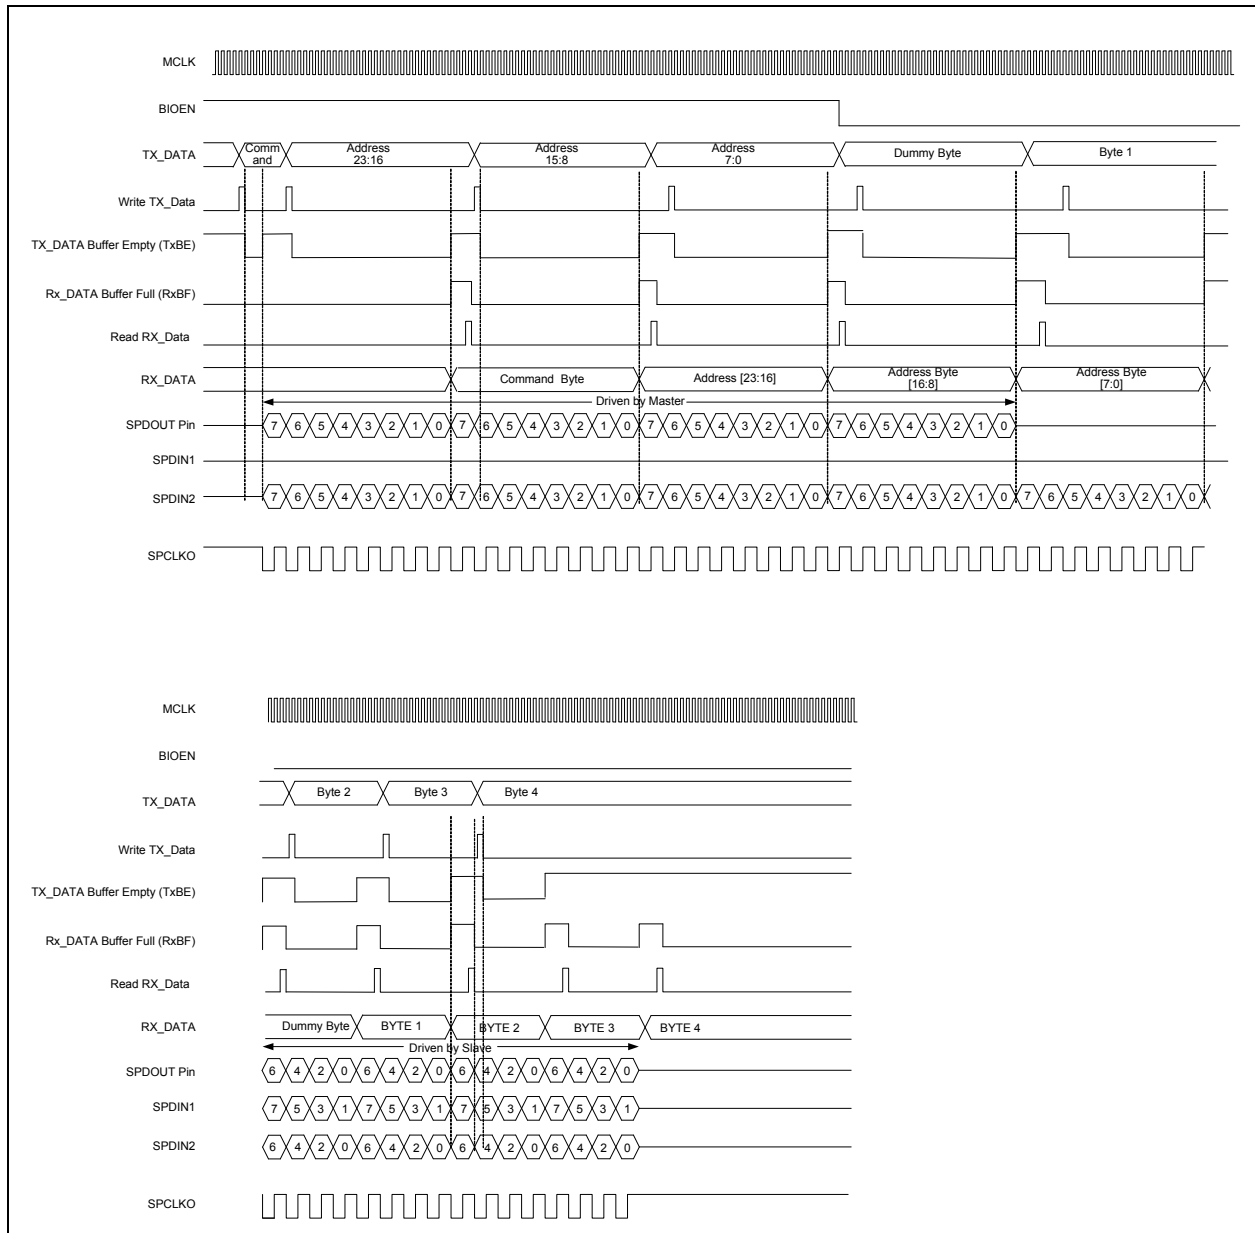 MCLK
BIOEN
TX_DATA
Comm
and
Address
23:16
Address
15:8
Address
7:0
Dummy Byte
Byte 1
Write TX_Data
TX_DATA Buffer Empty (TxBE)
Rx_DATA Buffer Full (RxBF)
Read RX_Data
RX_DATA
Command Byte
Address [23:16]
Address Byte
[16:8]
Address Byte
[7:0]
Driven by Master
SPDOUT Pin
7 6 5 4 3 2 1 0 7 6 5 4 3 2 1 0 7 6 5 4 3 2 1 0 7 6 5 4 3 2 1 0
SPDIN1
SPDIN2
7 6 5 4 3 2 1 0 7 6 5 4 3 2 1 0 7 6 5 4 3 2 1 0 7 6 5 4 3 2 1 0 7 6 5 4 3 2 1 0
SPCLKO
MCLK
BIOEN
TX_DATA
Byte 2
Byte 3
Byte 4
Write TX_Data
TX_DATA Buffer Empty (TxBE)
Rx_DATA Buffer Full (RxBF)
Read RX_Data
RX_DATA
Dummy Byte
BYTE 1
BYTE 2
BYTE 3
BYTE 4
Driven by Slave
SPDOUT Pin
6 4 2 0 6 4 2 0 6 4 2 0 6 4 2 0
SPDIN1
7 5 3 1 7 5 3 1 7 5 3 1 7 5 3 1
SPDIN2
6 4 2 0 6 4 2 0 6 4 2 0 6 4 2 0
SPCLKO